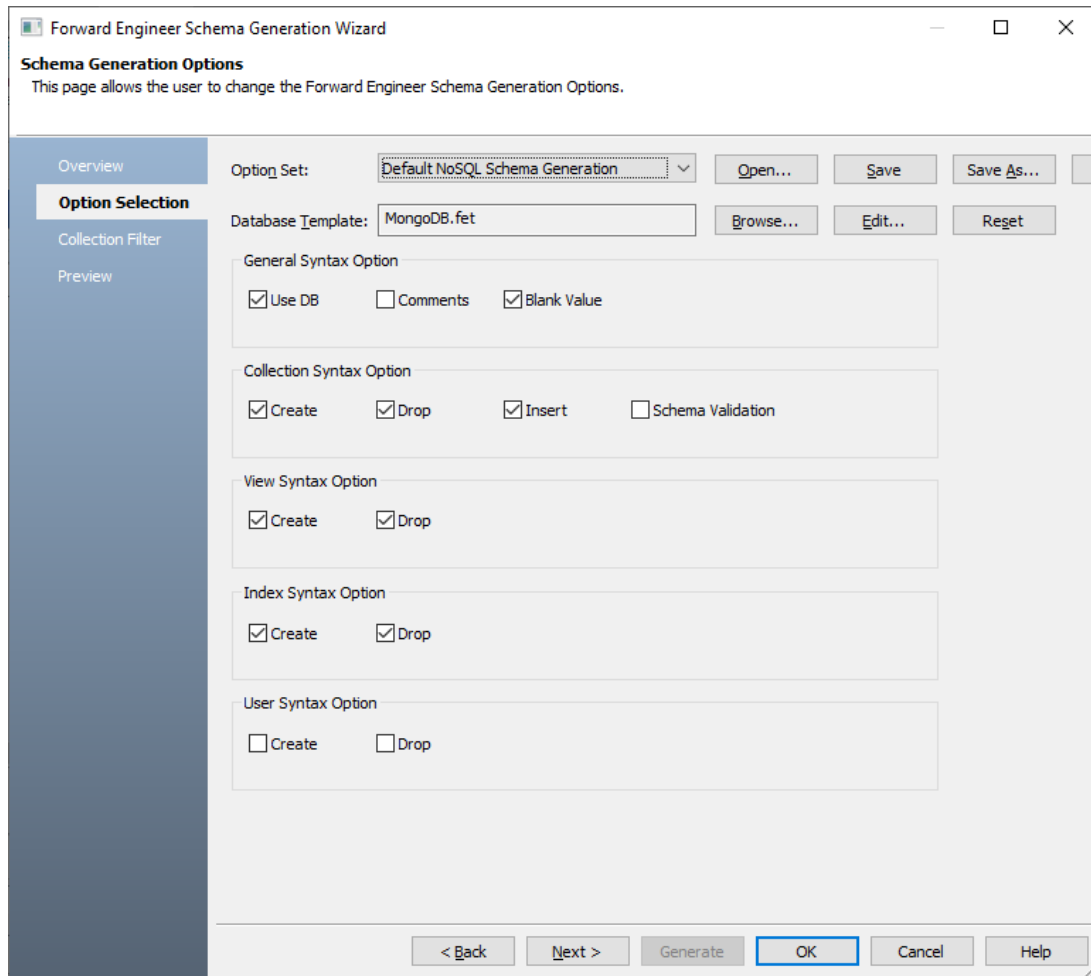 Forward Engineer Schema Generation Wizard
Schema Generation Options
This page allows the user to change the Forward Engineer Schema Generation Options.
Overview
Option Selection
Collection Filter
Preview
Option Set: Default NoSQL Schema Generation Open... Save Save As...
Database Template: MongoDB.fet Browse... Edit... Reset
General Syntax Option
Use DB Comments Blank Value
Collection Syntax Option
Create Drop Insert Schema Validation
View Syntax Option
Create Drop
Index Syntax Option
Create Drop
User Syntax Option
Create Drop
< Back Next > Generate OK Cancel Help